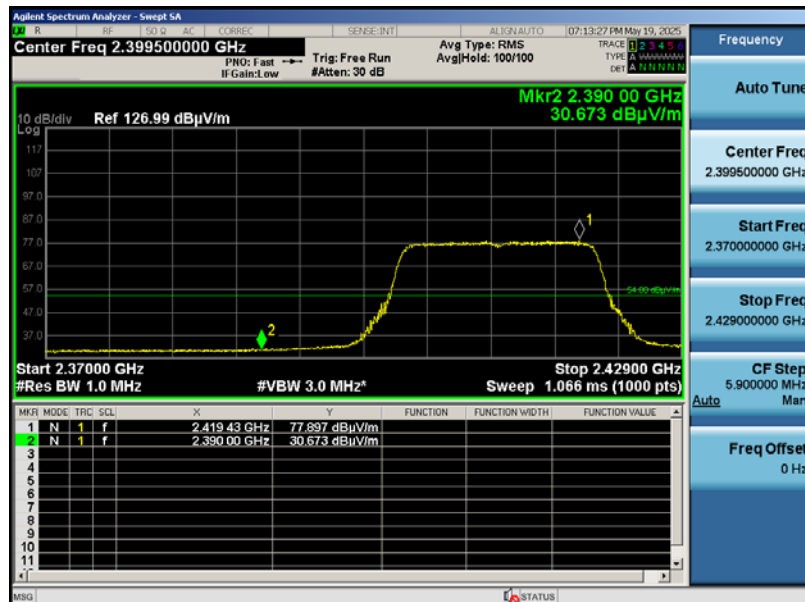 Agilent Spectrum Analyzer - Swept SA
R RF 50 Ω AC CORREC SENSE:INT ALIGN AUTO 07:13:27 PM May 19, 2025
Center Freq 2.399500000 GHz
PNO: Fast
IFGain:Low
Trig: Free Run
#Atten: 30 dB
Avg Type: RMS
Avg|Hold: 100/100
TRACE 1 2 3 4 5 6
TYPE A WWWWW
DET A N N N N N
Mkr2 2.390 00 GHz
30.673 dBµV/m
10 dB/div Ref 126.99 dBµV/m
Log
117
107
97.0
87.0
77.0
67.0
57.0
47.0
37.0
1
2
54.00 dBµV/m
Start 2.37000 GHz Stop 2.42900 GHz
#Res BW 1.0 MHz #VBW 3.0 MHz* Sweep 1.066 ms (1000 pts)
MKR MODE TRC SCL X Y FUNCTION FUNCTION WIDTH FUNCTION VALUE
1 N 1 f 2.419 43 GHz 77.897 dBµV/m
2 N 1 f 2.390 00 GHz 30.673 dBµV/m
3
4
5
6
7
8
9
10
11
MSG STATUS
Frequency
Auto Tune
Center Freq
2.399500000 GHz
Start Freq
2.370000000 GHz
Stop Freq
2.429000000 GHz
CF Step
5.900000 MHz
Auto Man
Freq Offset
0 Hz